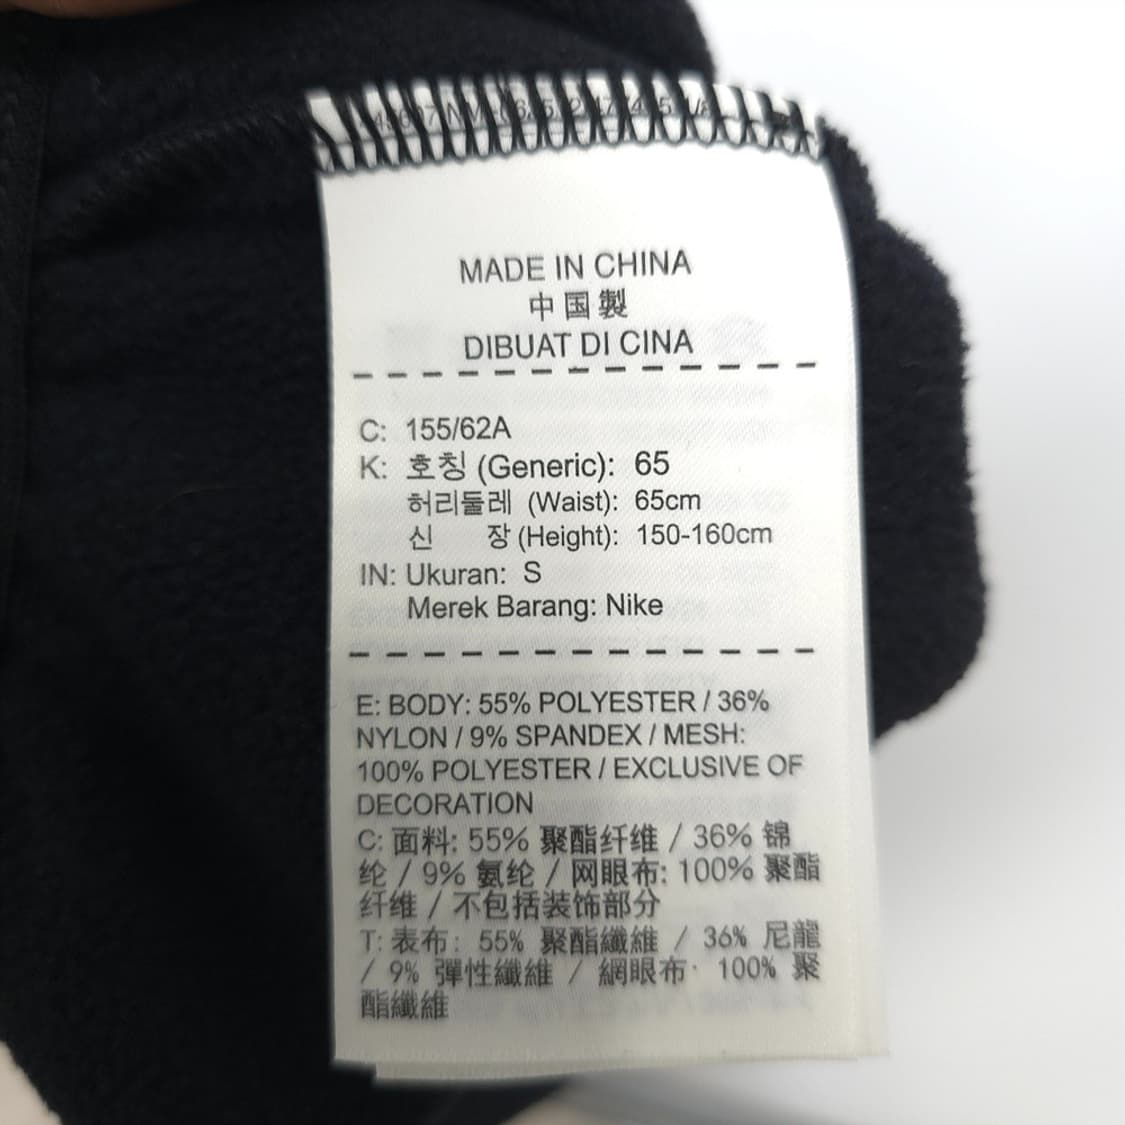 MADE IN CHINA
中国製
DIBUAT DI CINA
C: 155/62A
K: 호칭 (Generic): 65
허리둘레 (Waist): 65cm
신 장 (Height): 150-160cm
IN: Ukuran: S
Merek Barang: Nike
E: BODY: 55% POLYESTER / 36%
NYLON / 9% SPANDEX / MESH:
100% POLYESTER / EXCLUSIVE OF
DECORATION
C: 面料: 55% 聚酯纤维 / 36% 锦
纶 / 9% 氨纶 / 网眼布: 100% 聚酯
纤维 / 不包括装饰部分
T: 表布: 55% 聚酯纖維 / 36% 尼龍
/ 9% 彈性纖維 / 網眼布: 100% 聚
酯纖維